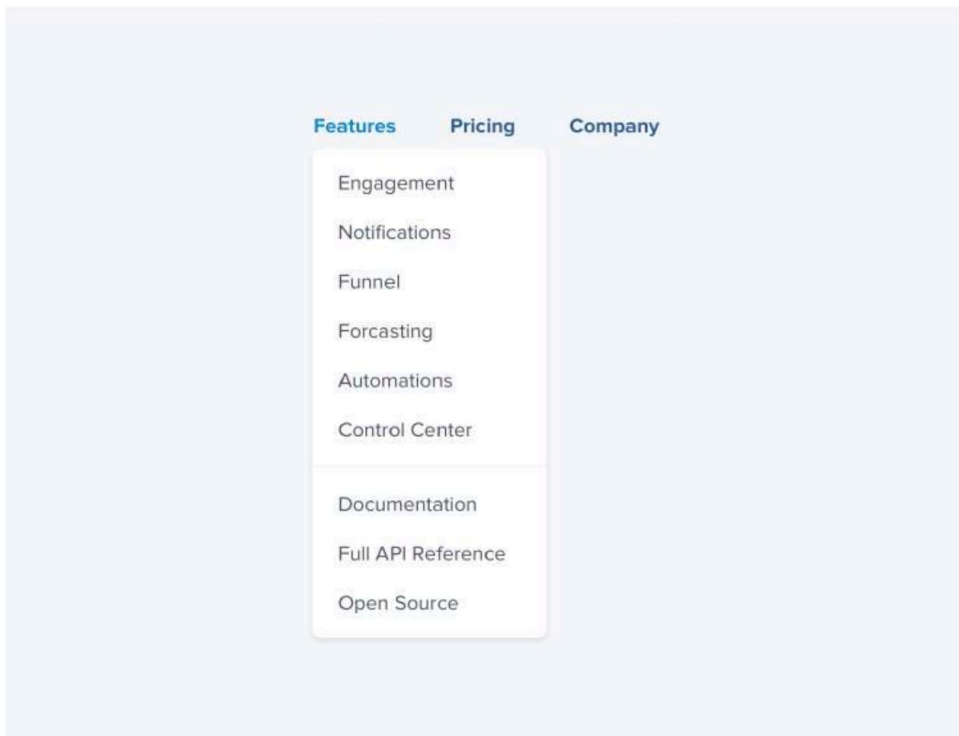 Features Pricing Company
Engagement
Notifications
Funnel
Forcasting
Automations
Control Center
Documentation
Full API Reference
Open Source